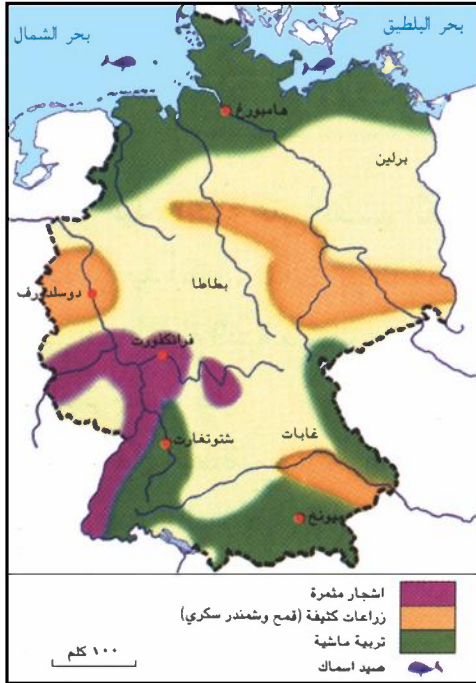 بحر الشمال
بحر البلطيق
هامبورغ
برلين
بطاطا
دوسلدورف
فرانكفورت
غابات
شتوتغارت
ميونخ
اشجار مثمرة
زراعات كثيفة (قمح وشمندر سكري)
تربية ماشية
صيد اسماك
١٠٠ كلم